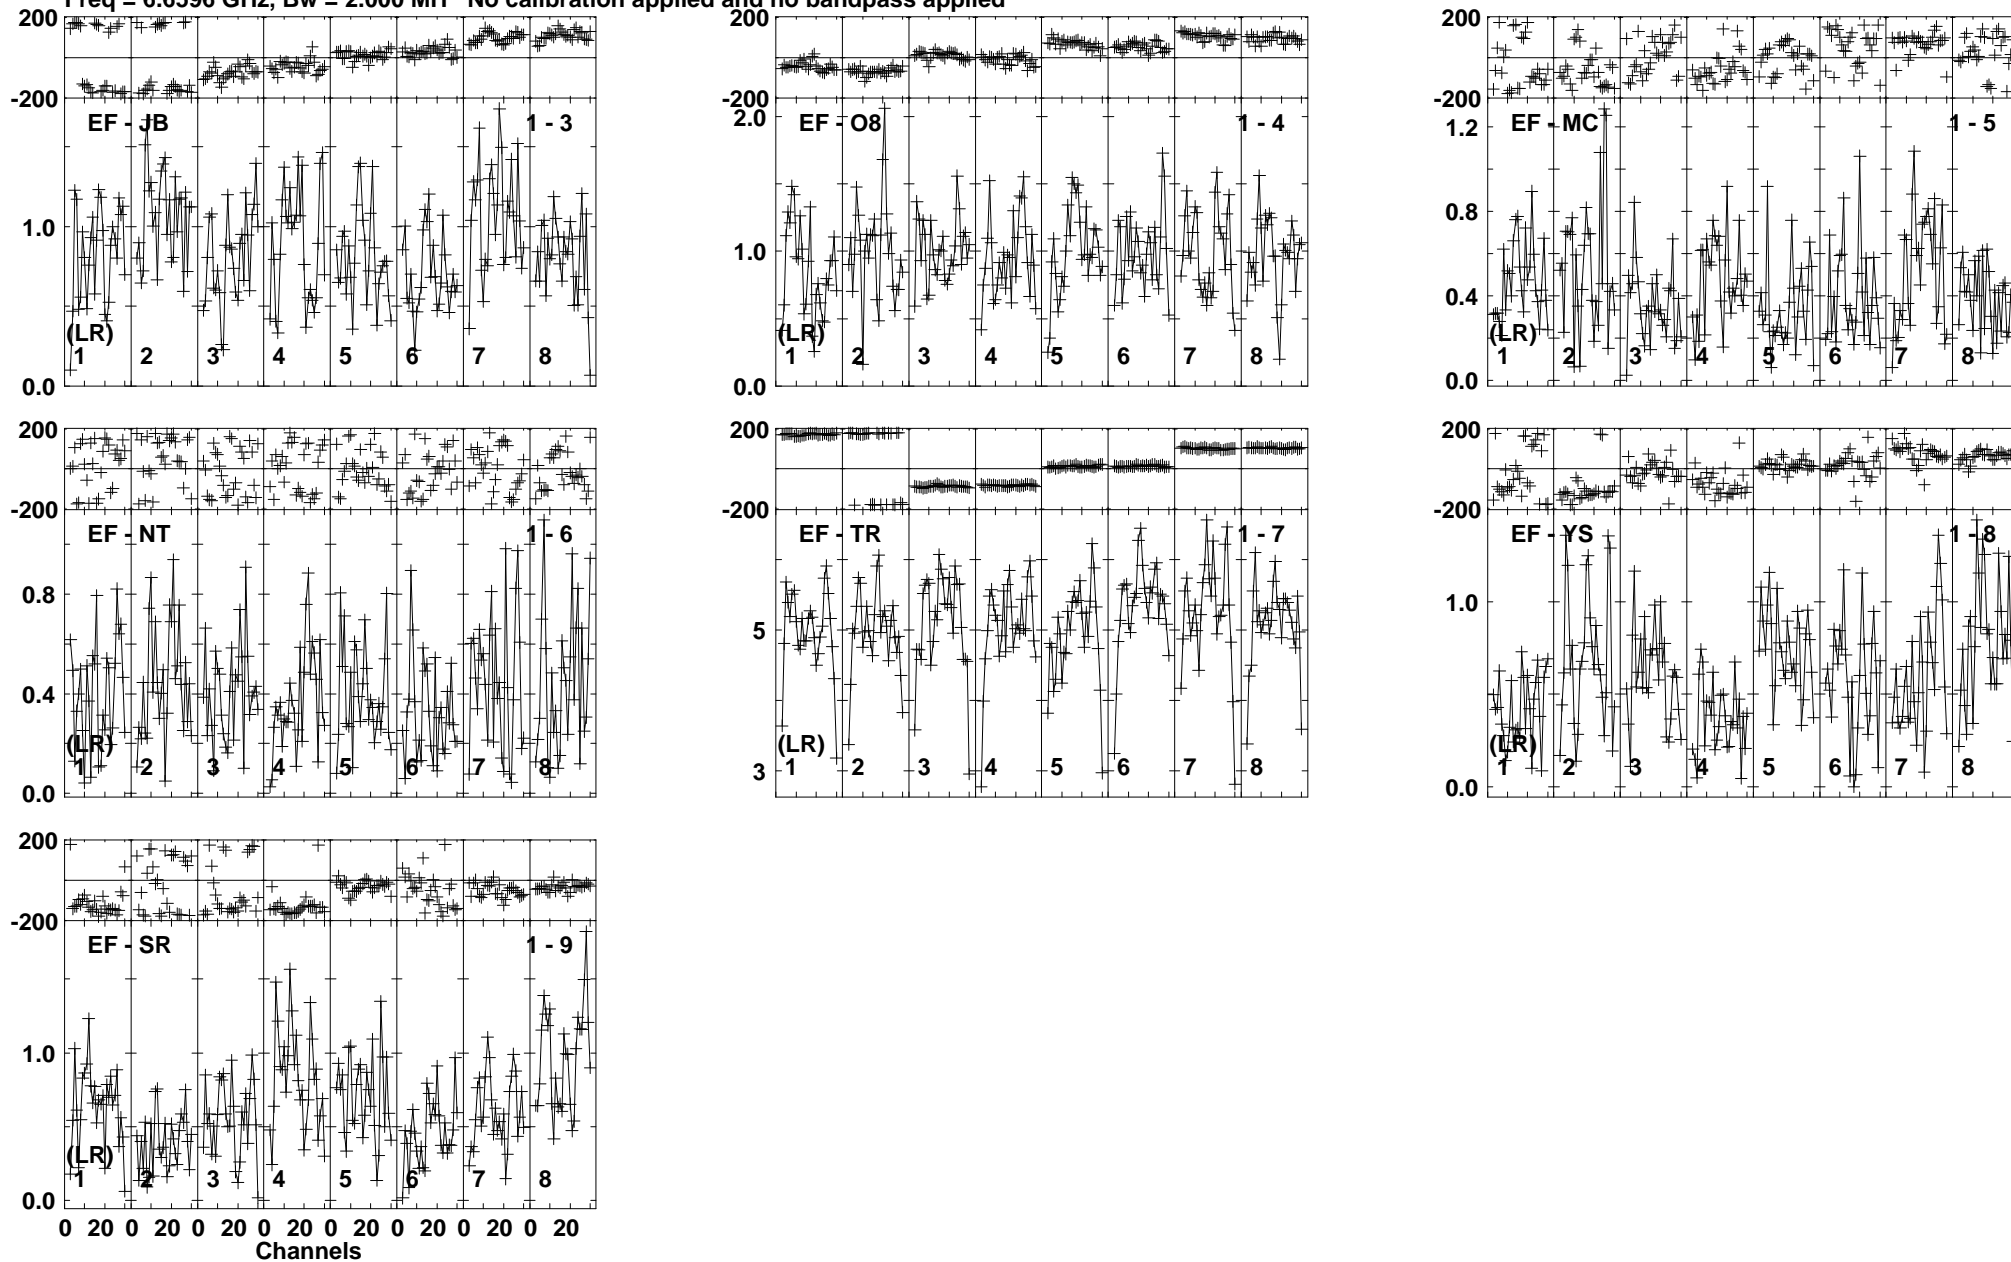 Freq = 6.6596 GHz, Bw = 2.000 MH No calibration applied and no bandpass applied
200
-200
EF - JB 1 - 3
1.0
(LR)
1 2 3 4 5 6 7 8
0.0
200
-200
2.0
EF - O8 1 - 4
1.0
(LR)
1 2 3 4 5 6 7 8
0.0
200
-200
1.2
EF - MC 1 - 5
0.8
0.4
(LR)
1 2 3 4 5 6 7 8
0.0
200
-200
EF - NT 1 - 6
0.8
0.4
(LR)
1 2 3 4 5 6 7 8
0.0
200
-200
EF - TR 1 - 7
5
(LR)
3
1 2 3 4 5 6 7 8
200
-200
EF - YS 1 - 8
1.0
(LR)
1 2 3 4 5 6 7 8
0.0
200
-200
EF - SR 1 - 9
1.0
(LR)
1 2 3 4 5 6 7 8
0.0
0 20 0 20 0 20 0 20 0 20 0 20 0 20 0 20
Channels